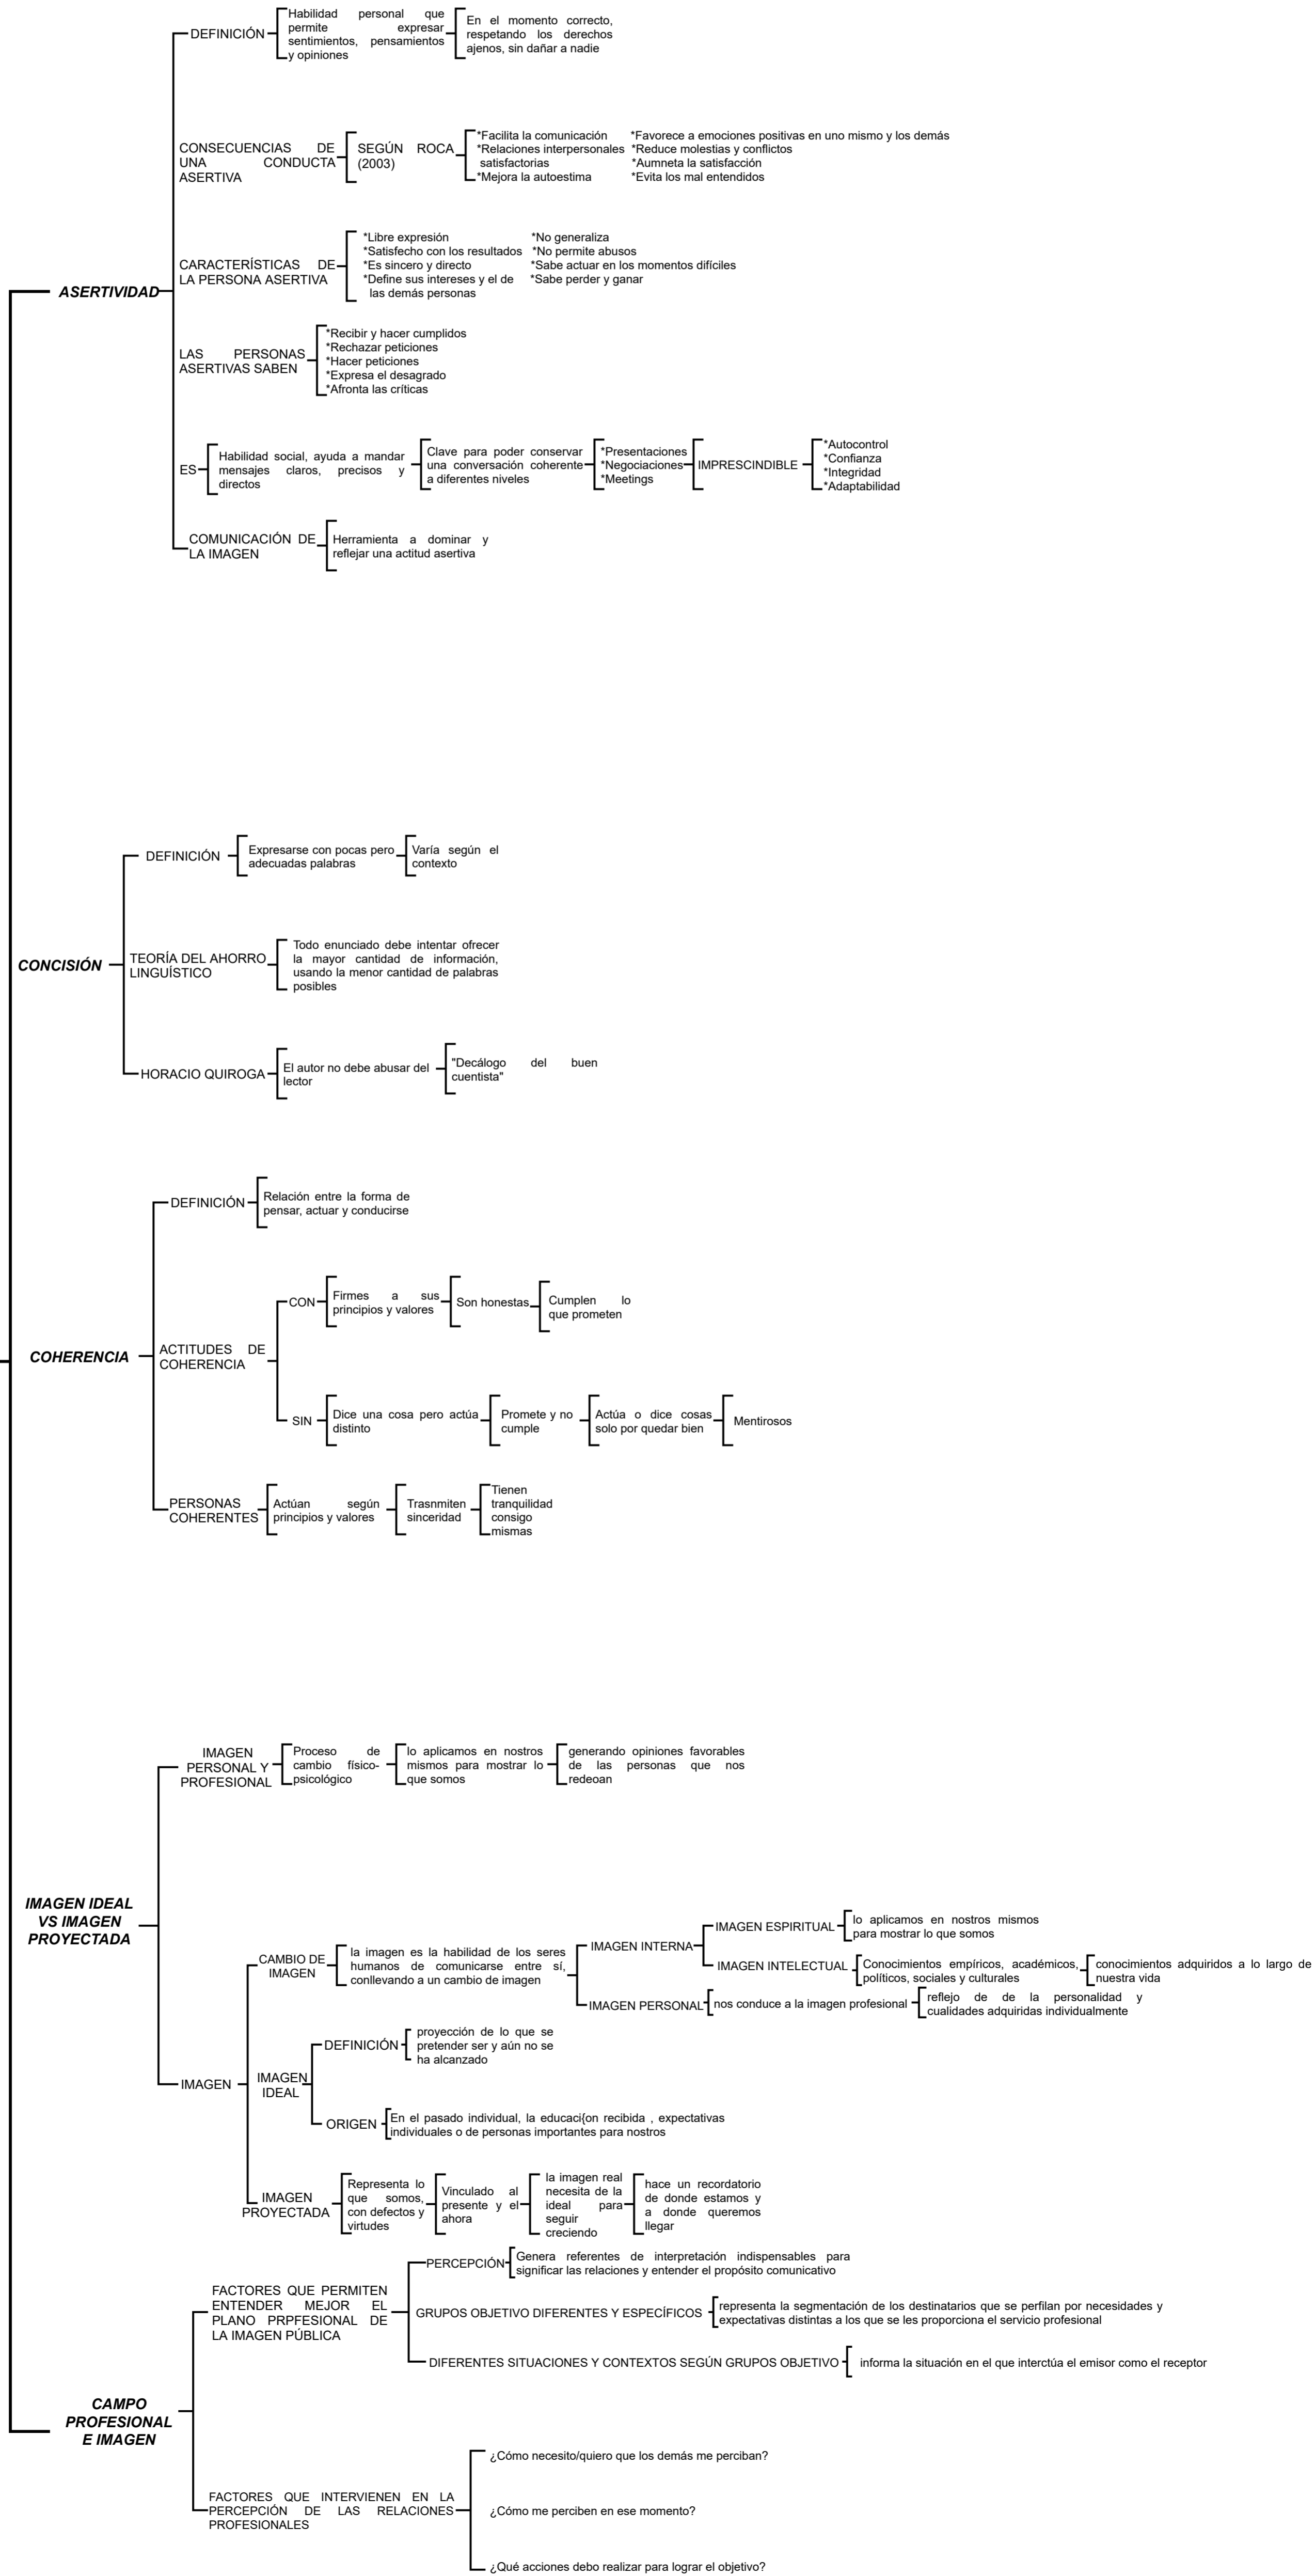 ASERTIVIDAD
DEFINICIÓN
Habilidad personal que
permite expresar
sentimientos, pensamientos
y opiniones
En el momento correcto,
respetando los derechos
ajenos, sin dañar a nadie
CONSECUENCIAS DE
UNA CONDUCTA
ASERTIVA
SEGÚN ROCA
(2003)
*Facilita la comunicación
*Relaciones interpersonales
satisfactorias
*Mejora la autoestima
*Favorece a emociones positivas en uno mismo y los demás
*Reduce molestias y conflictos
*Aumneta la satisfacción
*Evita los mal entendidos
CARACTERÍSTICAS DE
LA PERSONA ASERTIVA
*Libre expresión
*Satisfecho con los resultados
*Es sincero y directo
*Define sus intereses y el de
las demás personas
*No generaliza
*No permite abusos
*Sabe actuar en los momentos difíciles
*Sabe perder y ganar
LAS PERSONAS
ASERTIVAS SABEN
*Recibir y hacer cumplidos
*Rechazar peticiones
*Hacer peticiones
*Expresa el desagrado
*Afronta las críticas
ES
Habilidad social, ayuda a mandar
mensajes claros, precisos y
directos
Clave para poder conservar
una conversación coherente
a diferentes niveles
*Presentaciones
*Negociaciones
*Meetings
IMPRESCINDIBLE
*Autocontrol
*Confianza
*Integridad
*Adaptabilidad
COMUNICACIÓN DE
LA IMAGEN
Herramienta a dominar y
reflejar una actitud asertiva
CONCISIÓN
DEFINICIÓN
Expresarse con pocas pero
adecuadas palabras
Varía según el
contexto
TEORÍA DEL AHORRO
LINGUÍSTICO
Todo enunciado debe intentar ofrecer
la mayor cantidad de información,
usando la menor cantidad de palabras
posibles
HORACIO QUIROGA
El autor no debe abusar del
lector
"Decálogo del buen
cuentista"
COHERENCIA
DEFINICIÓN
Relación entre la forma de
pensar, actuar y conducirse
ACTITUDES DE
COHERENCIA
CON
Firmes a sus
principios y valores
Son honestas
Cumplen lo
que prometen
SIN
Dice una cosa pero actúa
distinto
Promete y no
cumple
Actúa o dice cosas
solo por quedar bien
Mentirosos
PERSONAS
COHERENTES
Actúan según
principios y valores
Trasnmiten
sinceridad
Tienen
tranquilidad
consigo
mismas
IMAGEN IDEAL
VS IMAGEN
PROYECTADA
IMAGEN
PERSONAL Y
PROFESIONAL
Proceso de
cambio físico-
psicológico
lo aplicamos en nostros
mismos para mostrar lo
que somos
generando opiniones favorables
de las personas que nos
redeoan
IMAGEN
CAMBIO DE
IMAGEN
la imagen es la habilidad de los seres
humanos de comunicarse entre sí,
conllevando a un cambio de imagen
IMAGEN INTERNA
IMAGEN ESPIRITUAL
lo aplicamos en nostros mismos
para mostrar lo que somos
IMAGEN INTELECTUAL
Conocimientos empíricos, académicos,
políticos, sociales y culturales
conocimientos adquiridos a lo largo de
nuestra vida
IMAGEN PERSONAL
nos conduce a la imagen profesional
reflejo de de la personalidad y
cualidades adquiridas individualmente
IMAGEN
IDEAL
DEFINICIÓN
proyección de lo que se
pretender ser y aún no se
ha alcanzado
ORIGEN
En el pasado individual, la educaci{on recibida , expectativas
individuales o de personas importantes para nostros
IMAGEN
PROYECTADA
Representa lo
que somos,
con defectos y
virtudes
Vinculado al
presente y el
ahora
la imagen real
necesita de la
ideal para
seguir
creciendo
hace un recordatorio
de donde estamos y
a donde queremos
llegar
CAMPO
PROFESIONAL
E IMAGEN
FACTORES QUE PERMITEN
ENTENDER MEJOR EL
PLANO PRPFESIONAL DE
LA IMAGEN PÚBLICA
PERCEPCIÓN
Genera referentes de interpretación indispensables para
significar las relaciones y entender el propósito comunicativo
GRUPOS OBJETIVO DIFERENTES Y ESPECÍFICOS
representa la segmentación de los destinatarios que se perfilan por necesidades y
expectativas distintas a los que se les proporciona el servicio profesional
DIFERENTES SITUACIONES Y CONTEXTOS SEGÚN GRUPOS OBJETIVO
informa la situación en el que interctúa el emisor como el receptor
FACTORES QUE INTERVIENEN EN LA
PERCEPCIÓN DE LAS RELACIONES
PROFESIONALES
¿Cómo necesito/quiero que los demás me perciban?
¿Cómo me perciben en ese momento?
¿Qué acciones debo realizar para lograr el objetivo?